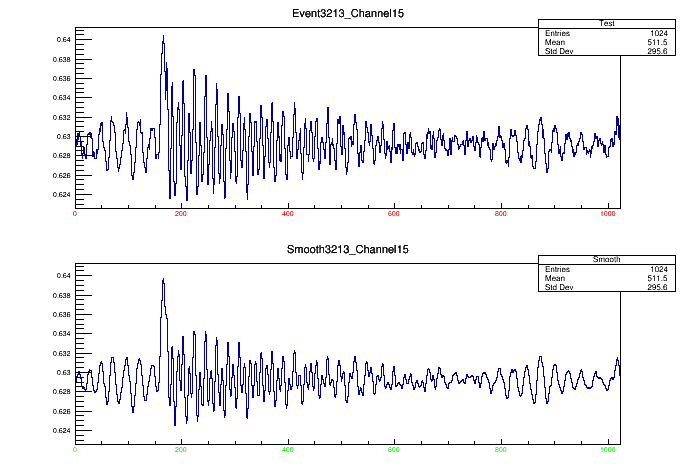 Event3213_Channel15
Test
Entries 1024
Mean 511.5
Std Dev 295.6
0.64
0.638
0.636
0.634
0.632
0.63
0.628
0.626
0.624
0 200 400 600 800 1000
Smooth3213_Channel15
Smooth
Entries 1024
Mean 511.5
Std Dev 295.6
0.64
0.638
0.636
0.634
0.632
0.63
0.628
0.626
0.624
0 200 400 600 800 1000